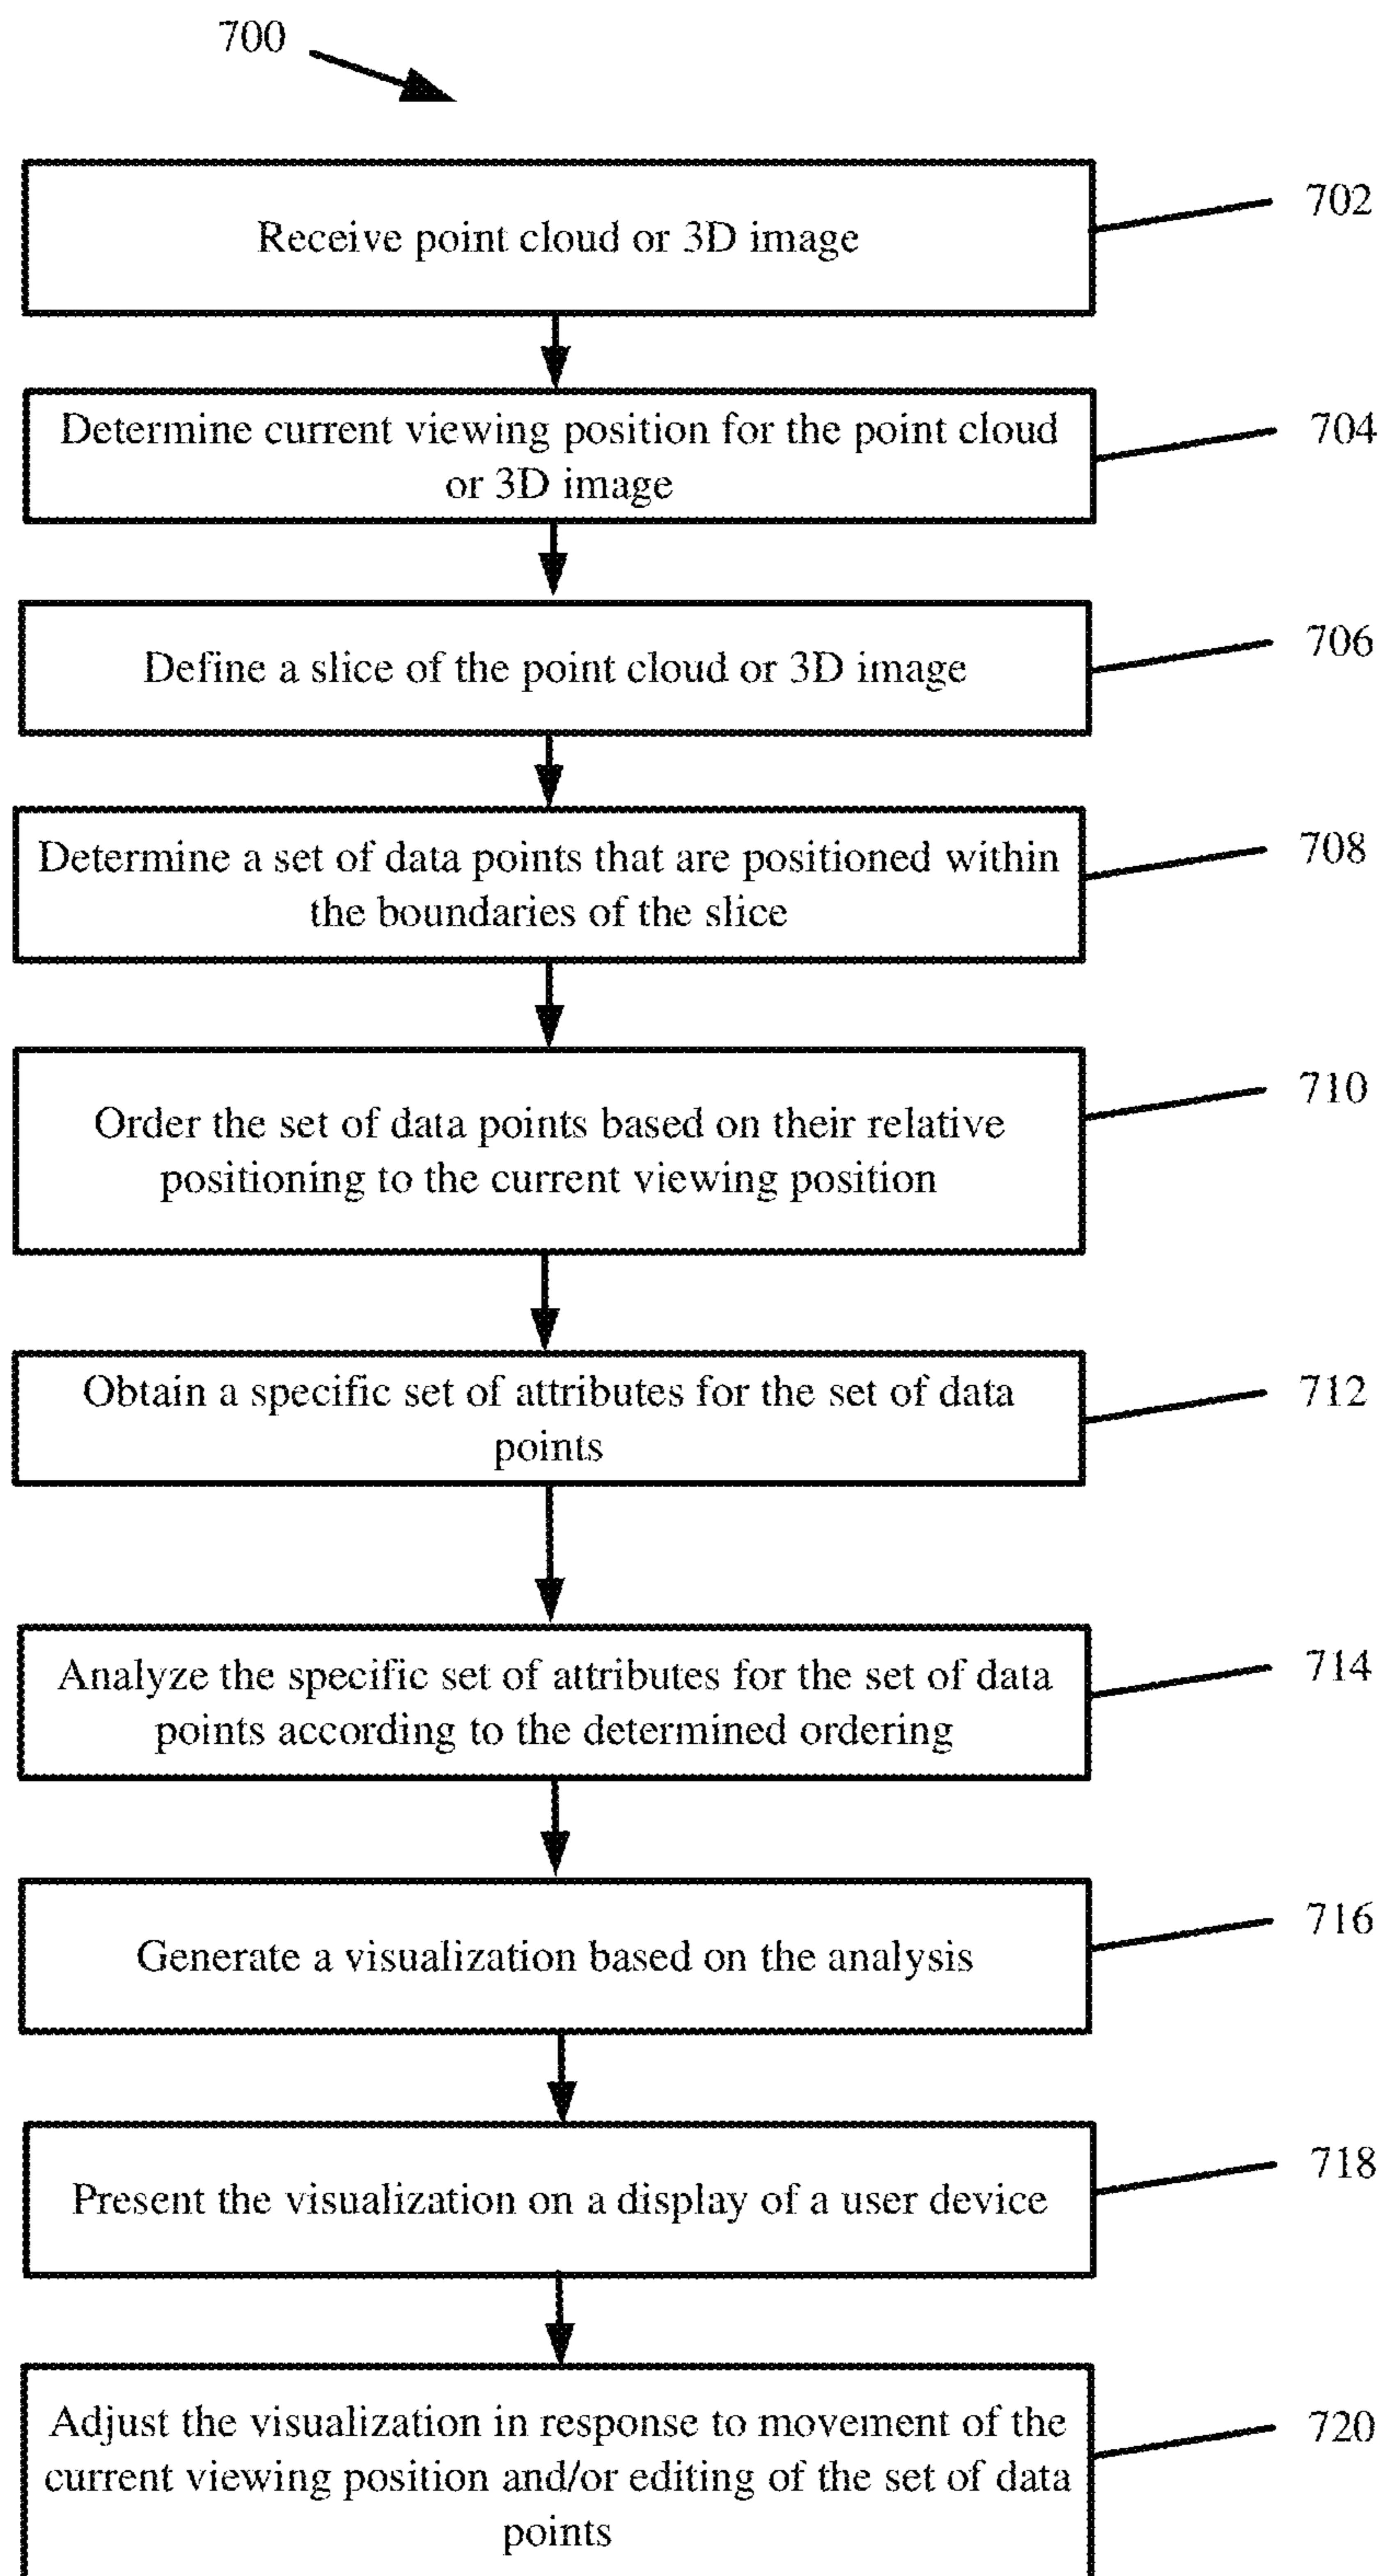 700
Receive point cloud or 3D image
702
Determine current viewing position for the point cloud
or 3D image
704
Define a slice of the point cloud or 3D image
706
Determine a set of data points that are positioned within
the boundaries of the slice
708
Order the set of data points based on their relative
positioning to the current viewing position
710
Obtain a specific set of attributes for the set of data
points
712
Analyze the specific set of attributes for the set of data
points according to the determined ordering
714
Generate a visualization based on the analysis
716
Present the visualization on a display of a user device
718
Adjust the visualization in response to movement of the
current viewing position and/or editing of the set of data
points
720